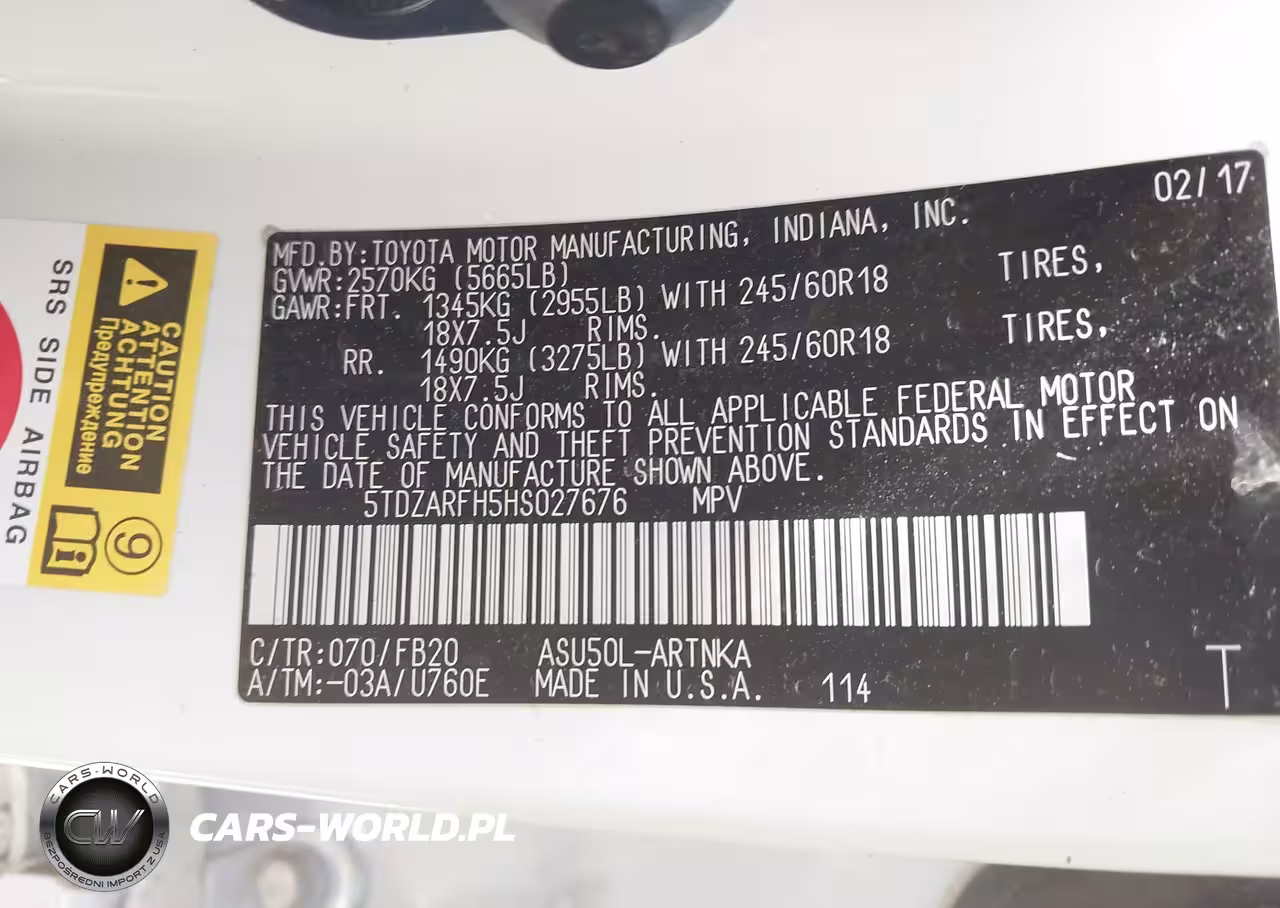 02/17
MFD.BY:TOYOTA MOTOR MANUFACTURING, INDIANA, INC.
GVWR:2570KG (5665LB)
GAWR:FRT. 1345KG (2955LB) WITH 245/60R18 TIRES,
18X7.5J RIMS.
RR. 1490KG (3275LB) WITH 245/60R18 TIRES,
18X7.5J RIMS.
THIS VEHICLE CONFORMS TO ALL APPLICABLE FEDERAL MOTOR
VEHICLE SAFETY AND THEFT PREVENTION STANDARDS IN EFFECT ON
THE DATE OF MANUFACTURE SHOWN ABOVE.
5TDZARFH5HS027676 MPV
C/TR:070/FB20 ASU50L-ARTNKA
A/TM:-03A/U760E MADE IN U.S.A. 114
T
CAUTION
ATTENTION
ACHTUNG
Предупреждение
9
SRS SIDE AIRBAG
CARS-WORLD
CW
BEZPOŚREDNI IMPORT Z USA
CARS-WORLD.PL